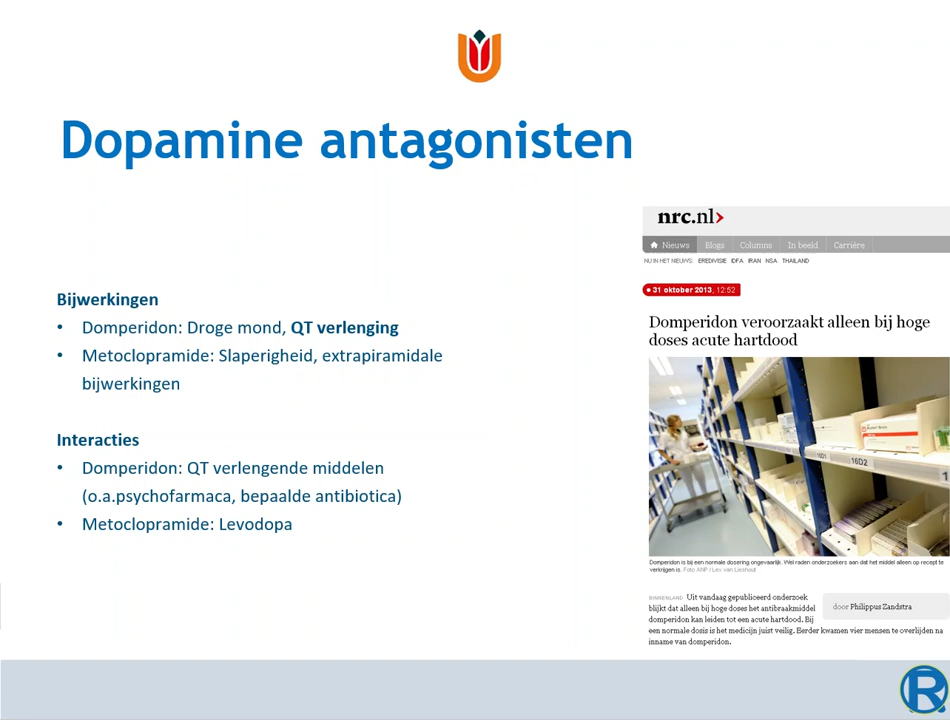 Dopamine antagonisten
Bijwerkingen
• Domperidon: Droge mond, QT verlenging
• Metoclopramide: Slaperigheid, extrapiramidale
bijwerkingen
Interacties
• Domperidon: QT verlengende middelen
(o.a.psychofarmaca, bepaalde antibiotica)
• Metoclopramide: Levodopa
nrc.nl>
Nieuws Blogs Columns In beeld Carrière
NU IN HET NIEUWS: EREDIVISIE IDFA IRAN NSA THAILAND
31 oktober 2013, 12:52
Domperidon veroorzaakt alleen bij hoge
doses acute hartdood
16D1 16D2
Domperidon is bij een normale dosering ongevaarlijk. Wel raden onderzoekers aan dat het middel alleen op recept te
verkrijgen is. Foto ANP / Lex van Lieshout
BINNENLAND Uit vandaag gepubliceerd onderzoek
blijkt dat alleen bij hoge doses het antibraakmiddel
domperidon kan leiden tot een acute hartdood. Bij
een normale dosis is het medicijn juist veilig. Eerder kwamen vier mensen te overlijden na
inname van domperidon.
door Philippus Zandstra
R